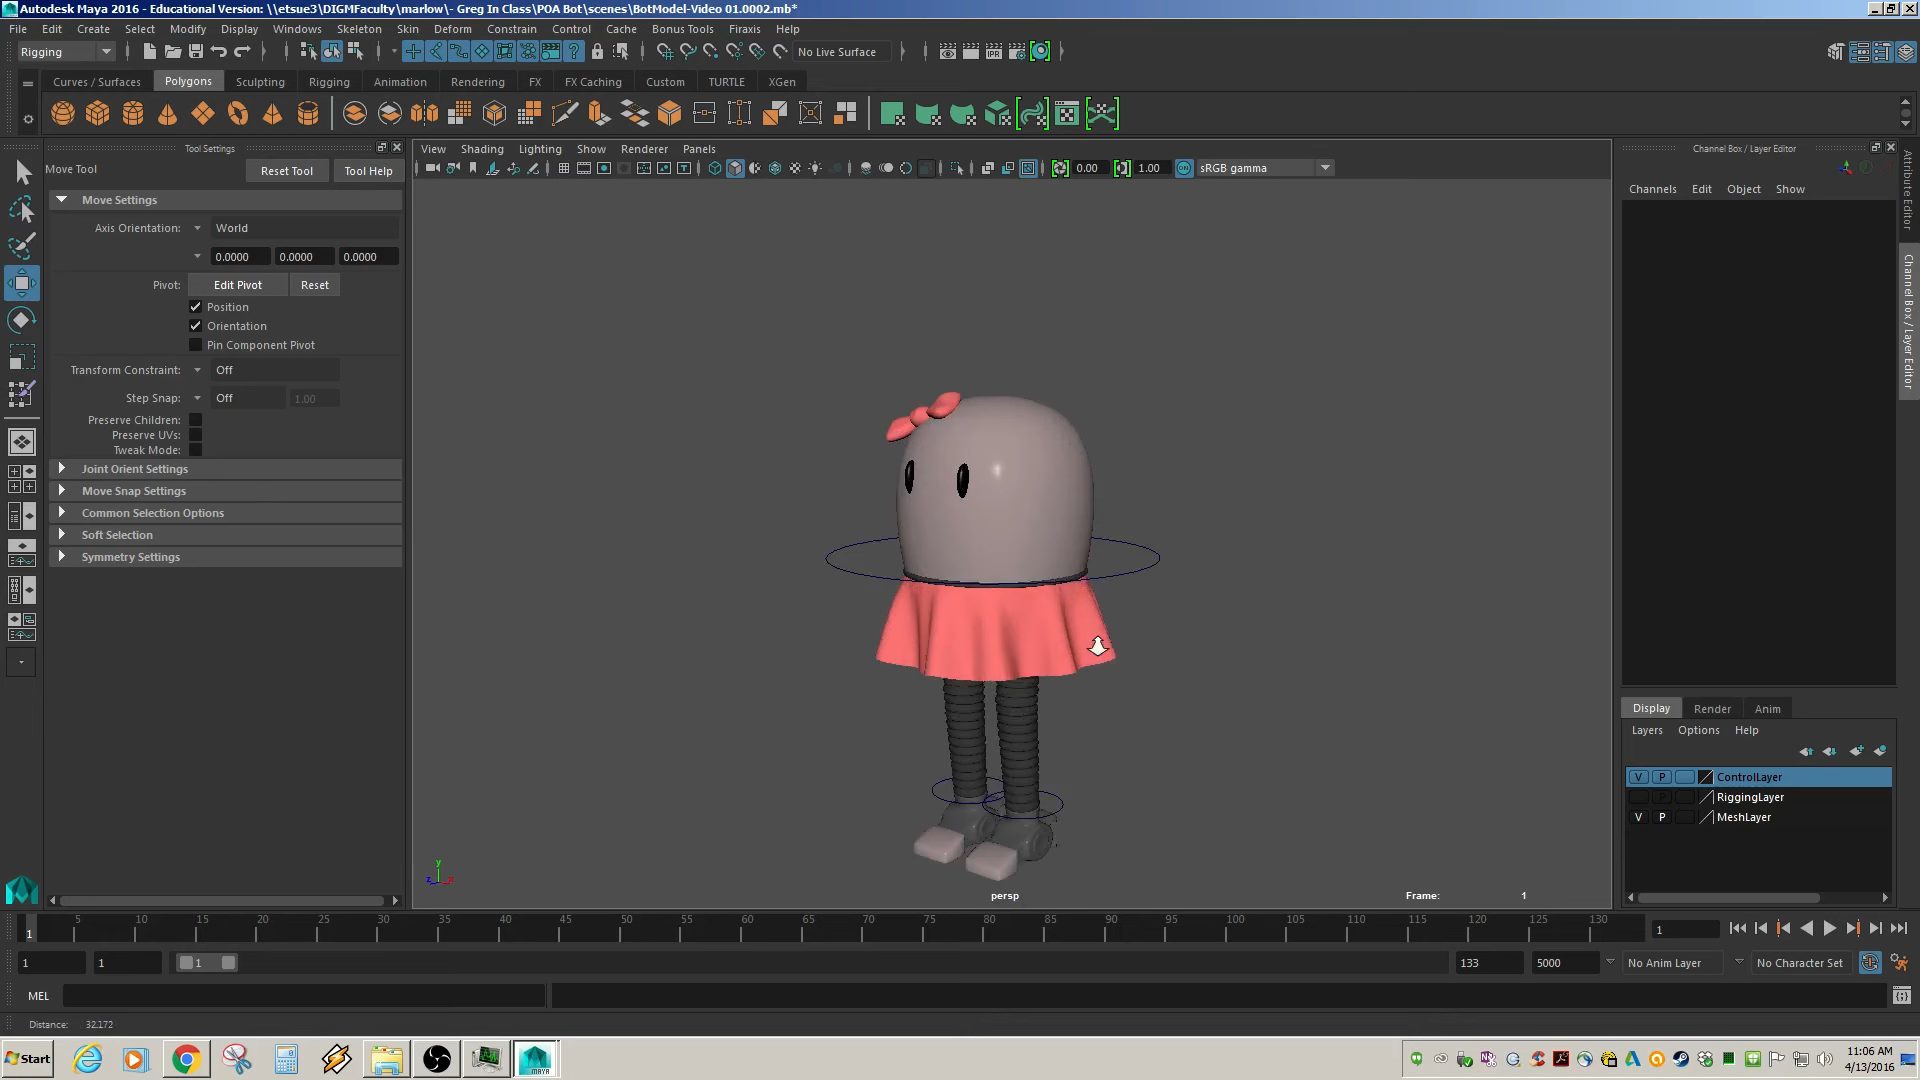 Autodesk Maya 2016 - Educational Version: \\etsue3\DIGMFaculty\marlow\- Greg In Class\POA Bot\scenes\BotModel-Video 01.0002.mb*
File Edit Create Select Modify Display Windows Skeleton Skin Deform Constrain Control Cache Bonus Tools Firaxis Help
Rigging
No Live Surface
Curves / Surfaces Polygons Sculpting Rigging Animation Rendering FX FX Caching Custom TURTLE XGen
Tool Settings
Move Tool
Reset Tool
Tool Help
Move Settings
Axis Orientation: World
0.0000 0.0000 0.0000
Pivot: Edit Pivot Reset
Position
Orientation
Pin Component Pivot
Transform Constraint: Off
Step Snap: Off 1.00
Preserve Children:
Preserve UVs:
Tweak Mode:
Joint Orient Settings
Move Snap Settings
Common Selection Options
Soft Selection
Symmetry Settings
View Shading Lighting Show Renderer Panels
0.00 1.00 sRGB gamma
persp
Frame: 1
y
z
Channel Box / Layer Editor
Channels Edit Object Show
Attribute Editor
Channel Box / Layer Editor
Display Render Anim
Layers Options Help
V P ControlLayer
RiggingLayer
V P MeshLayer
1 5 10 15 20 25 30 35 40 45 50 55 60 65 70 75 80 85 90 95 100 105 110 115 120 125 130
1
1 1 1 133 5000 No Anim Layer No Character Set
MEL
Distance: 32.172
Start
MAYA
11:06 AM
4/13/2016